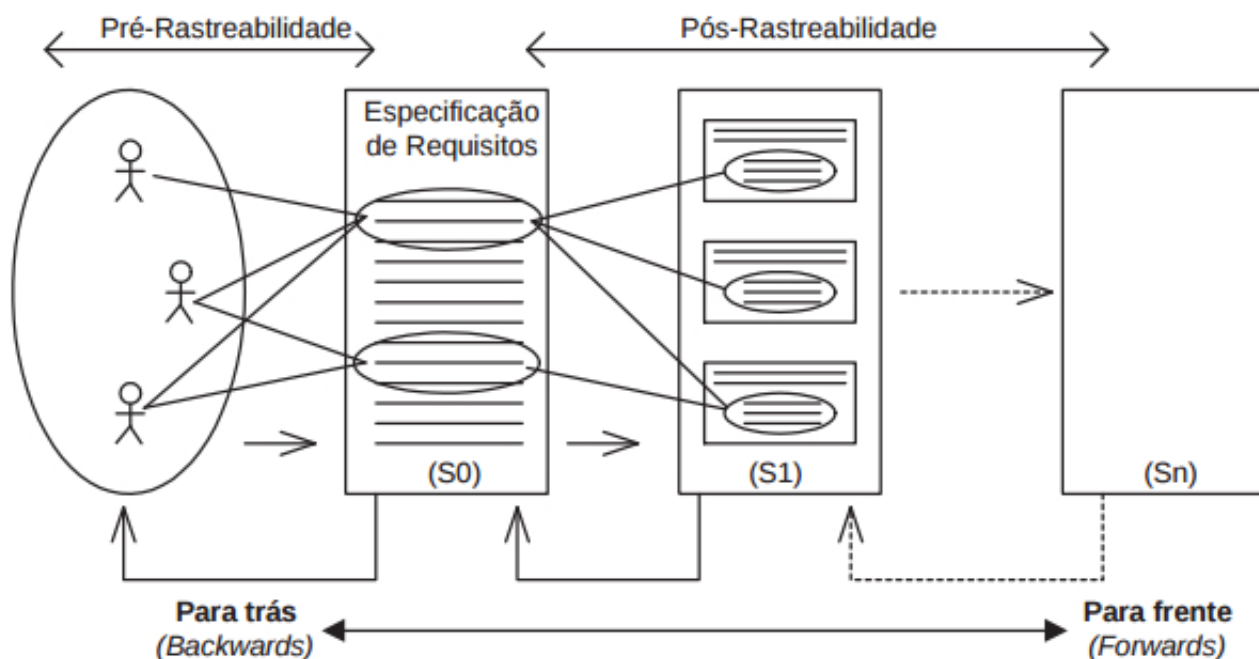 Pré-Rastreabilidade
Pós-Rastreabilidade
Especificação
de Requisitos
(S0)
(S1)
(Sn)
Para trás
(Backwards)
Para frente
(Forwards)